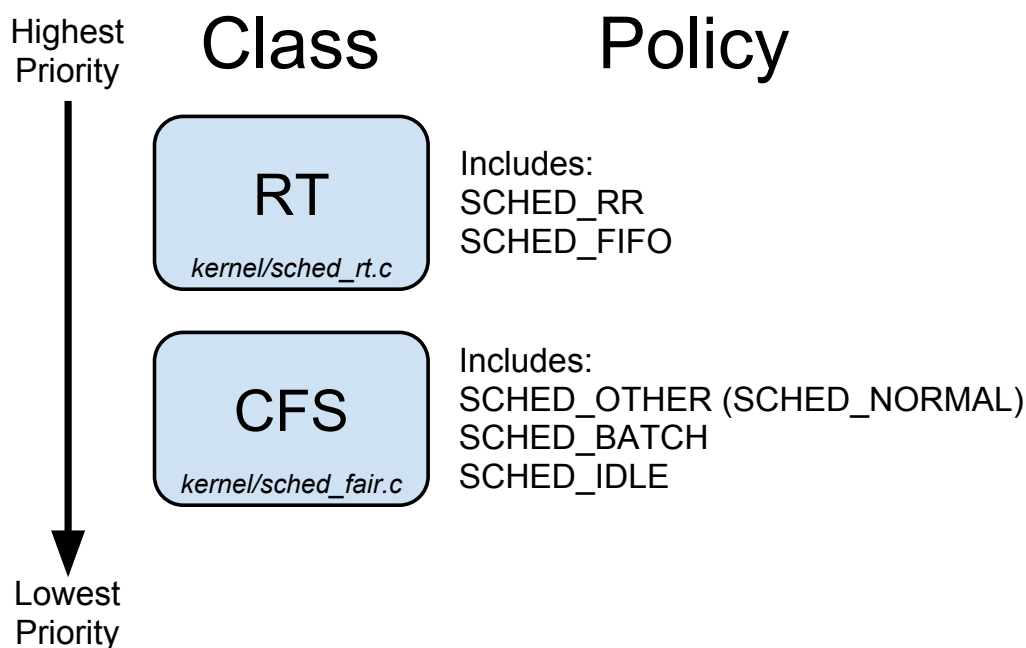 Highest
Priority
Class
Policy
RT
kernel/sched_rt.c
Includes:
SCHED_RR
SCHED_FIFO
CFS
kernel/sched_fair.c
Includes:
SCHED_OTHER (SCHED_NORMAL)
SCHED_BATCH
SCHED_IDLE
Lowest
Priority